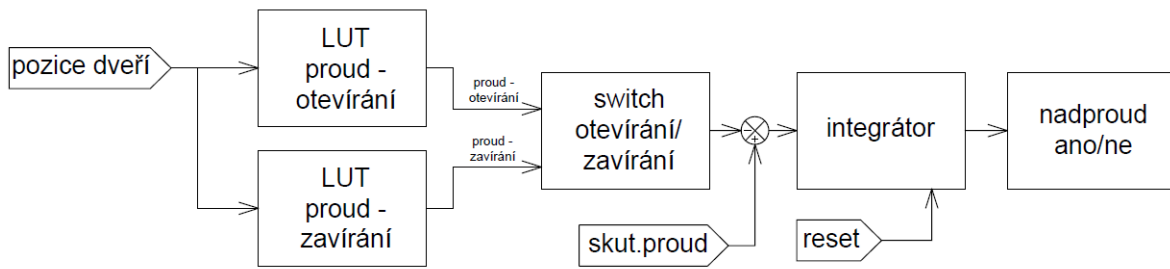 pozice dveří
LUT
proud -
otevírání
proud -
otevírání
LUT
proud -
zavírání
proud -
zavírání
switch
otevírání/
zavírání
-
+
skut.proud
integrátor
reset
nadproud
ano/ne